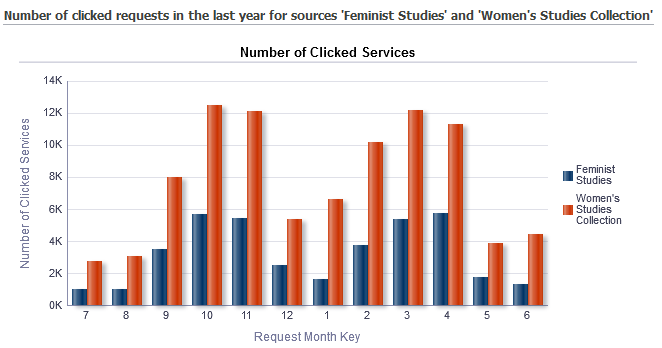 Number of clicked requests in the last year for sources 'Feminist Studies' and 'Women's Studies Collection'
Number of Clicked Services
14K
12K
10K
8K
6K
4K
2K
0K
Number of Clicked Services
7 8 9 10 11 12 1 2 3 4 5 6
Request Month Key
Feminist
Studies
Women's
Studies
Collection